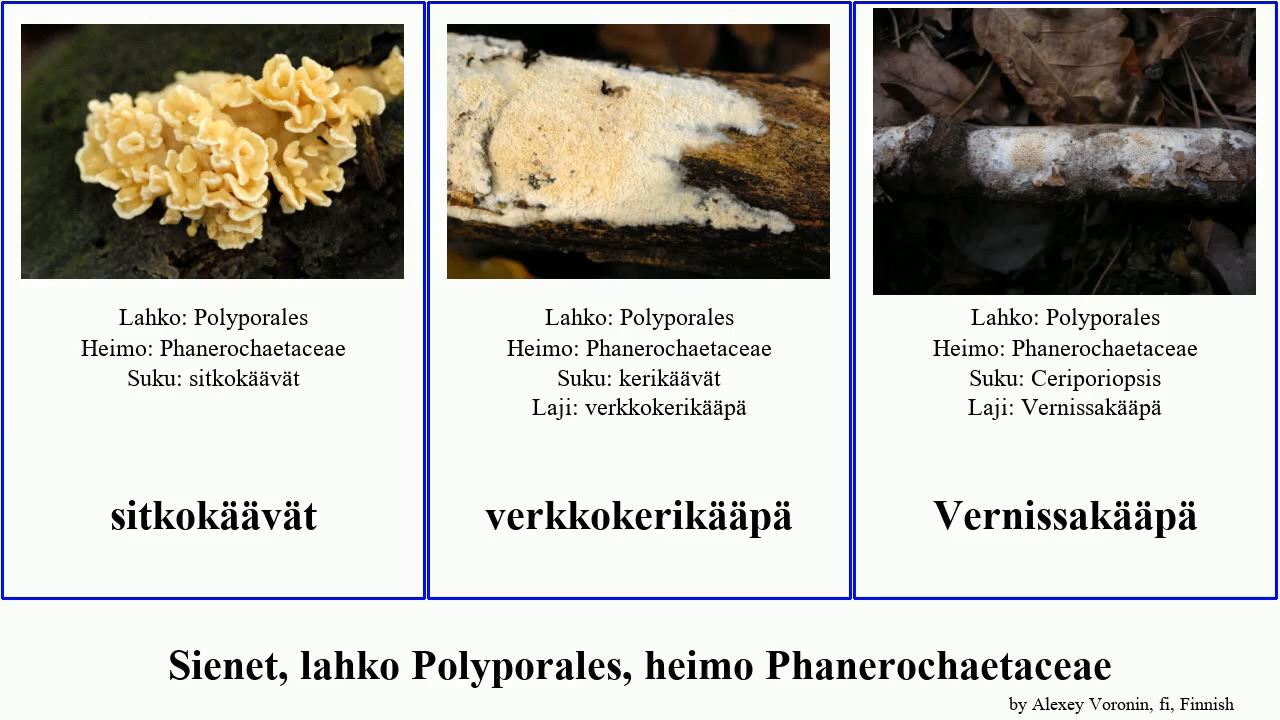 Lahko: Polyporales
Heimo: Phanerochaetaceae
Suku: sitkokäävät
sitkokäävät
Lahko: Polyporales
Heimo: Phanerochaetaceae
Suku: kerikäävät
Laji: verkkokerikääpä
verkkokerikääpä
Lahko: Polyporales
Heimo: Phanerochaetaceae
Suku: Ceriporiopsis
Laji: Vernissakääpä
Vernissakääpä
Sienet, lahko Polyporales, heimo Phanerochaetaceae
by Alexey Voronin, fi, Finnish